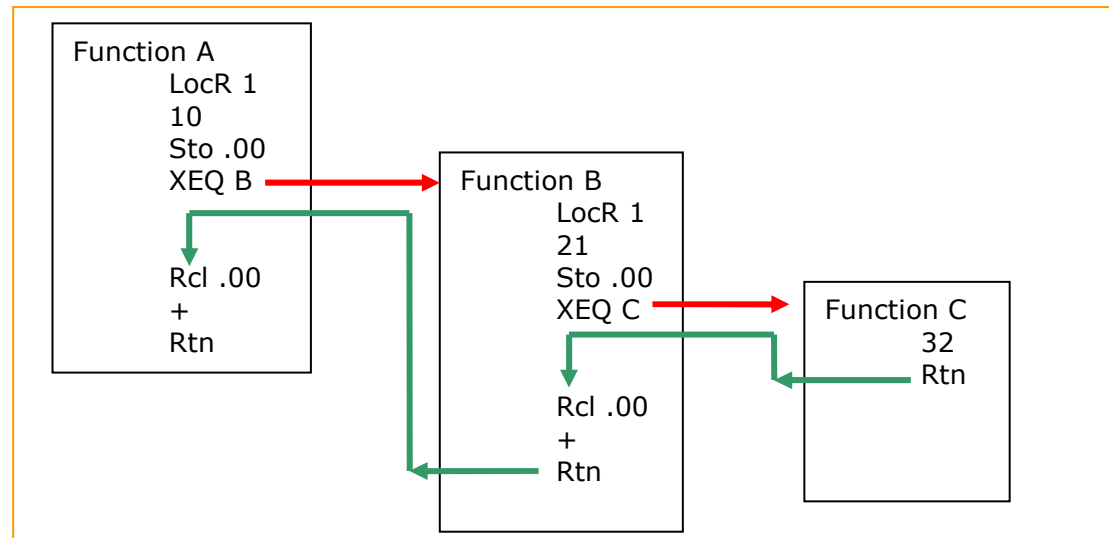 Function A
LocR 1
10
Sto .00
XEQ B
Rcl .00
+
Rtn
Function B
LocR 1
21
Sto .00
XEQ C
Rcl .00
+
Rtn
Function C
32
Rtn